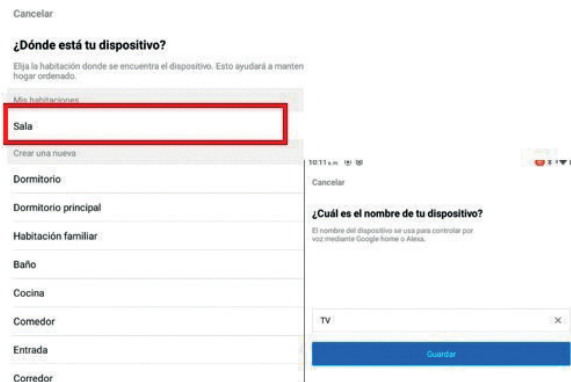 Cancelar
¿Dónde está tu dispositivo?
Elija la habitación donde se encuentra el dispositivo. Esto ayudará a manten
hogar ordenado.
Mis habitaciones
Sala
Crear una nueva
Dormitorio
Dormitorio principal
Habitación familiar
Baño
Cocina
Comedor
Entrada
Corredor
10:11 a.m.
Cancelar
¿Cuál es el nombre de tu dispositivo?
El nombre del dispositivo se usa para controlar por
voz mediante Google home o Alexa.
TV
Guardar